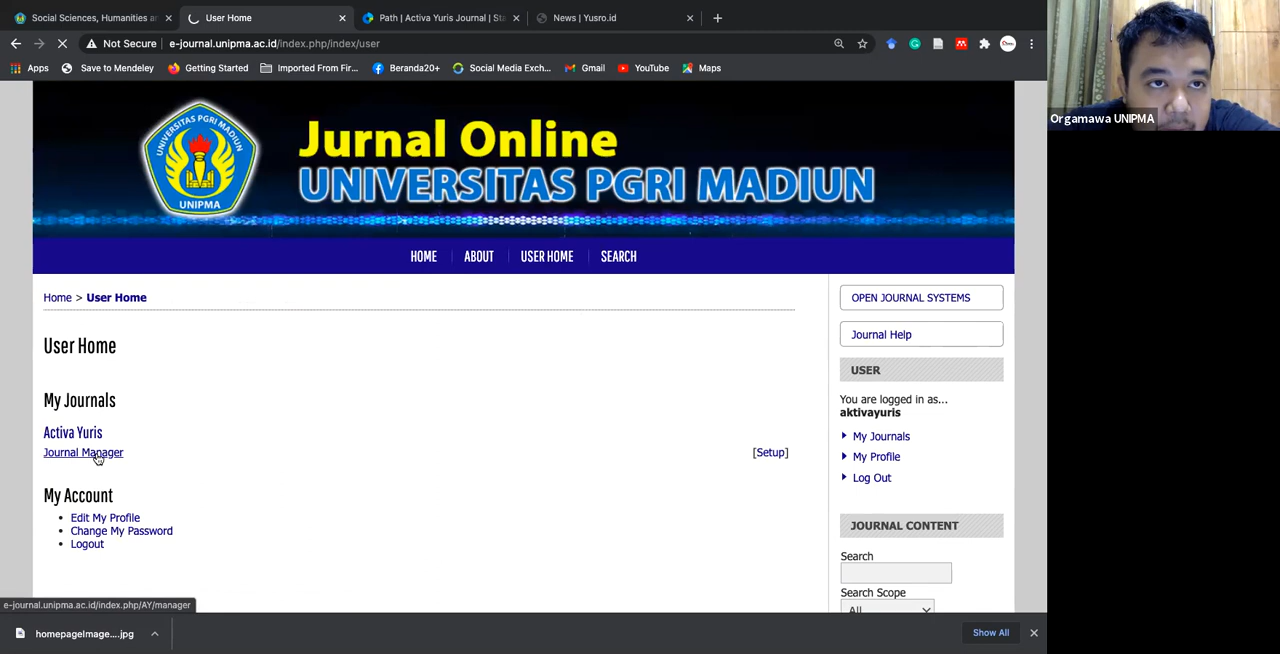 Social Sciences, Humanities a
User Home
Path | Activa Yuris Journal | Sta
News | Yusro.id
Not Secure | e-journal.unipma.ac.id/index.php/index/user
Apps
Save to Mendeley
Getting Started
Imported From Fir...
Beranda20+
Social Media Exch...
Gmail
YouTube
Maps
Orgamawa UNIPMA
UNIVERSITAS PGRI MADIUN
UNIPMA
Jurnal Online
UNIVERSITAS PGRI MADIUN
HOME
ABOUT
USER HOME
SEARCH
Home > User Home
User Home
My Journals
Activa Yuris
Journal Manager
[Setup]
My Account
• Edit My Profile
• Change My Password
• Logout
OPEN JOURNAL SYSTEMS
Journal Help
USER
You are logged in as...
aktivayuris
My Journals
My Profile
Log Out
JOURNAL CONTENT
Search
Search Scope
All
e-journal.unipma.ac.id/index.php/AY/manager
homepageImage....jpg
Show All